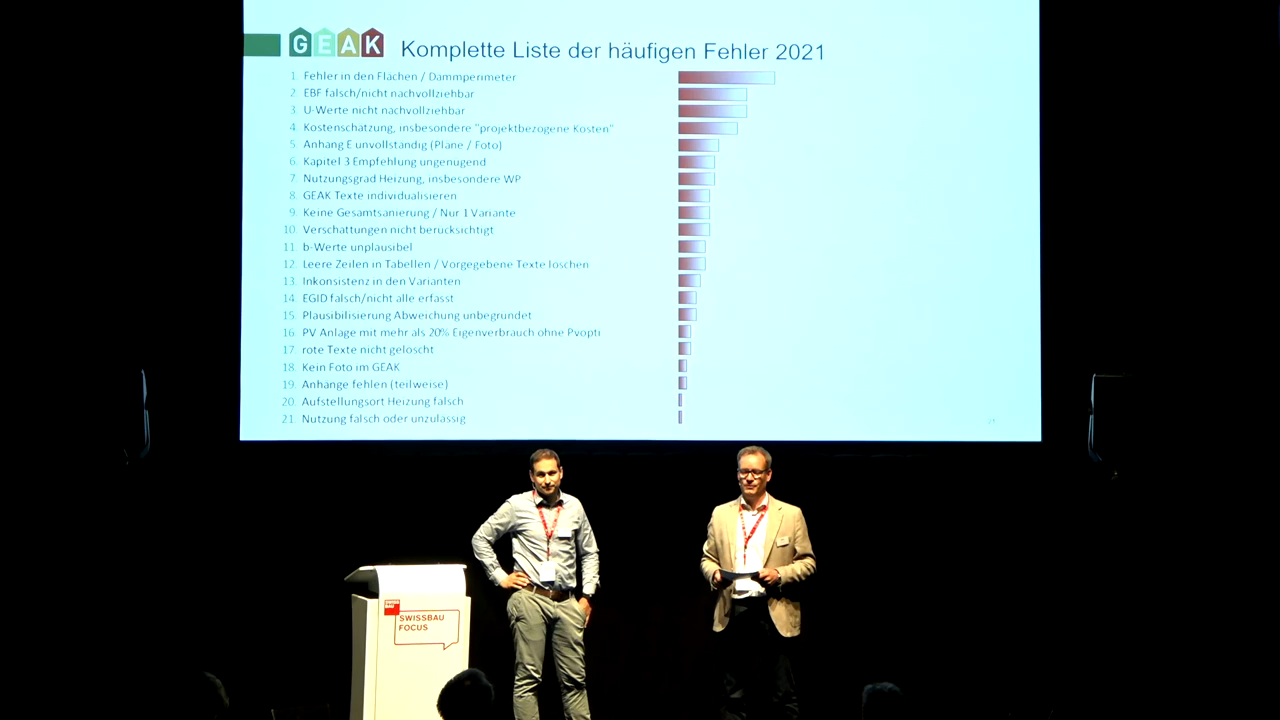 GEAK
Komplette Liste der häufigen Fehler 2021
1. Fehler in den Flächen / Dämmperimeter
2. EBF falsch/nicht nachvollziehbar
3. U-Werte nicht nachvollziehbar
4. Kostenschätzung, insbesondere "projektbezogene Kosten"
5. Anhang E unvollständig (Pläne / Foto)
6. Kapitel 3 Empfehlung ungenügend
7. Nutzungsgrad Heizung, insbesondere WP
8. GEAK Texte individualisieren
9. Keine Gesamtsanierung / Nur 1 Variante
10. Verschattungen nicht berücksichtigt
11. b-Werte unplausibel
12. Leere Zeilen in Tabellen / Vorgegebene Texte löschen
13. Inkonsistenz in den Varianten
14. EGID falsch/nicht alle erfasst
15. Plausibilisierung Abweichung unbegründet
16. PV Anlage mit mehr als 20% Eigenverbrauch ohne Pvopti
17. rote Texte nicht gelöscht
18. Kein Foto im GEAK
19. Anhänge fehlen (teilweise)
20. Aufstellungsort Heizung falsch
21. Nutzung falsch oder unzulässig
SWISSBAU
FOCUS